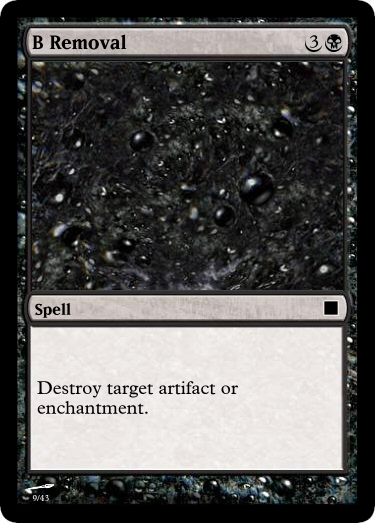 B Removal 3
Spell
Destroy target artifact or
enchantment.
9/43